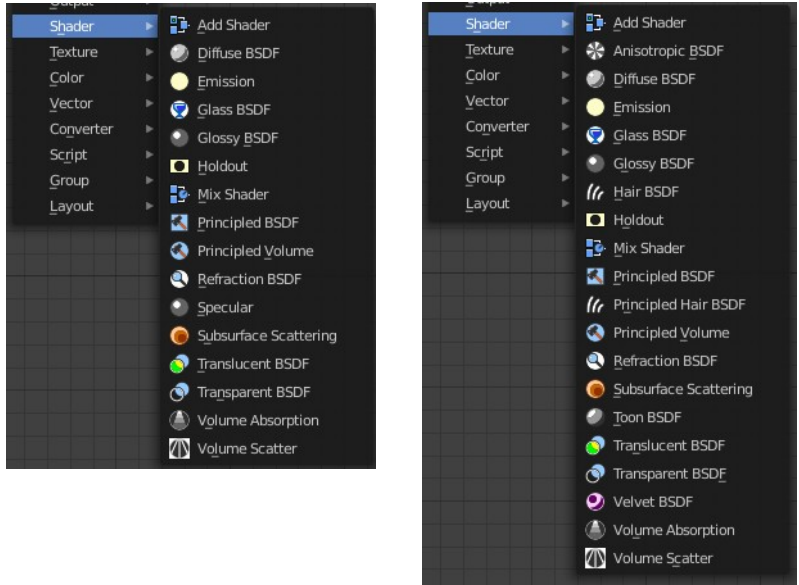 Shader
Texture
Color
Vector
Converter
Script
Group
Layout
Add Shader
Diffuse BSDF
Emission
Glass BSDF
Glossy BSDF
Holdout
Mix Shader
Principled BSDF
Principled Volume
Refraction BSDF
Specular
Subsurface Scattering
Translucent BSDF
Transparent BSDF
Volume Absorption
Volume Scatter
Shader
Texture
Color
Vector
Converter
Script
Group
Layout
Add Shader
Anisotropic BSDF
Diffuse BSDF
Emission
Glass BSDF
Glossy BSDF
Hair BSDF
Holdout
Mix Shader
Principled BSDF
Principled Hair BSDF
Principled Volume
Refraction BSDF
Subsurface Scattering
Toon BSDF
Translucent BSDF
Transparent BSDF
Velvet BSDF
Volume Absorption
Volume Scatter